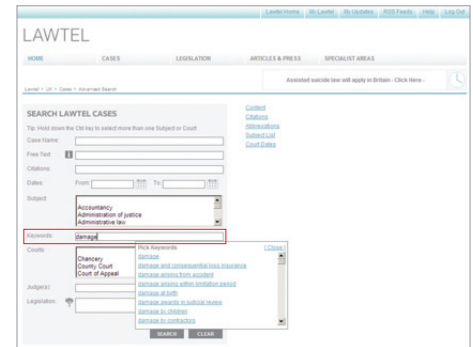 Lawtel Home | My Lawtel | My Updates | RSS Feeds | Help | Log Out
LAWTEL
HOME CASES LEGISLATION ARTICLES & PRESS SPECIALIST AREAS
Assisted suicide law will apply in Britain - Click Here -
Lawtel > UK > Cases > Advanced Search
SEARCH LAWTEL CASES
Tip: Hold down the Ctrl key to select more than one Subject or Court
Case Name:
Free Text
Citations:
Dates: From: To:
Subject:
Accountancy
Administration of justice
Administrative law
Keywords: damage
Courts:
Chancery
County Court
Court of Appeal
Judge(s):
Legislation:
Pick Keywords [Close]
damage
damage and consequential loss insurance
damage arising from accident
damage arising within limitation period
damage at birth
damage awards in judicial review
damage by children
damage by contractors
SEARCH CLEAR
Content
Citations
Abbreviations
Subject List
Court Dates